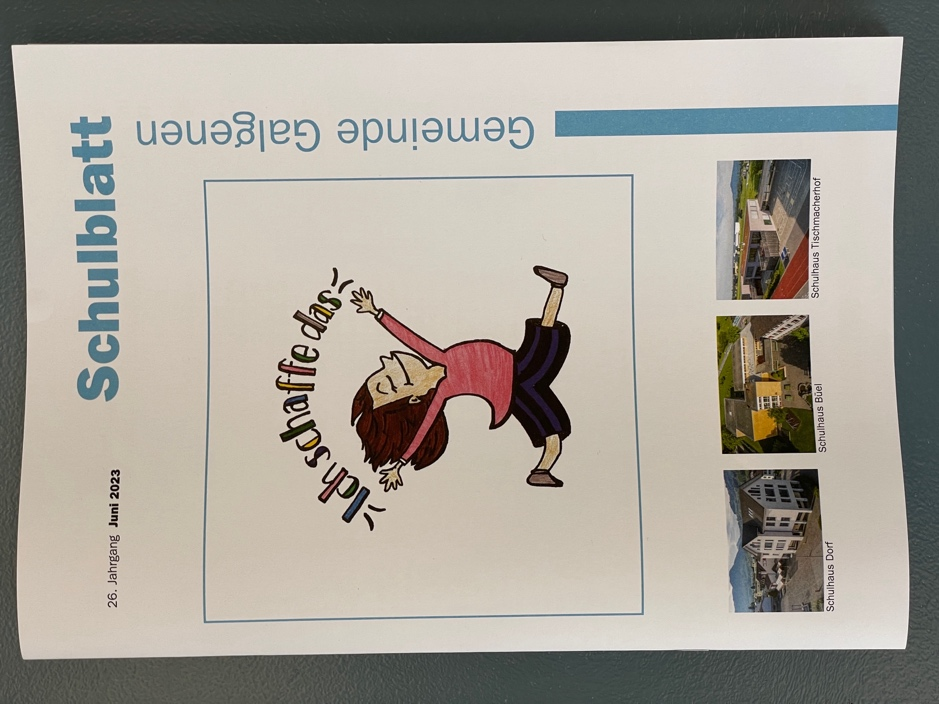 26. Jahrgang Juni 2023
Schulblatt
Gemeinde Galgenen
Ich schaffe das
Schulhaus Dorf
Schulhaus Büel
Schulhaus Tischmacherhof